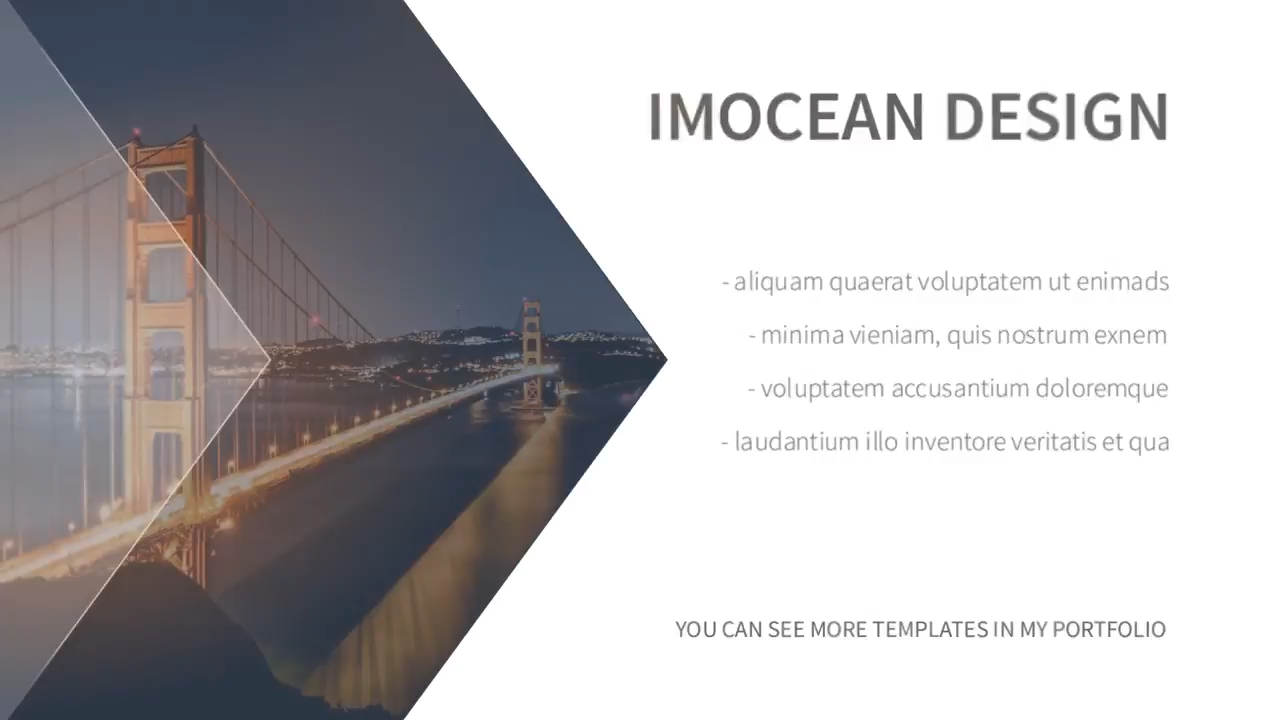 IMOCEAN DESIGN
- aliquam quaerat voluptatem ut enimads
- minima vieniam, quis nostrum exnem
- voluptatem accusantium doloremque
- laudantium illo inventore veritatis et qua
YOU CAN SEE MORE TEMPLATES IN MY PORTFOLIO